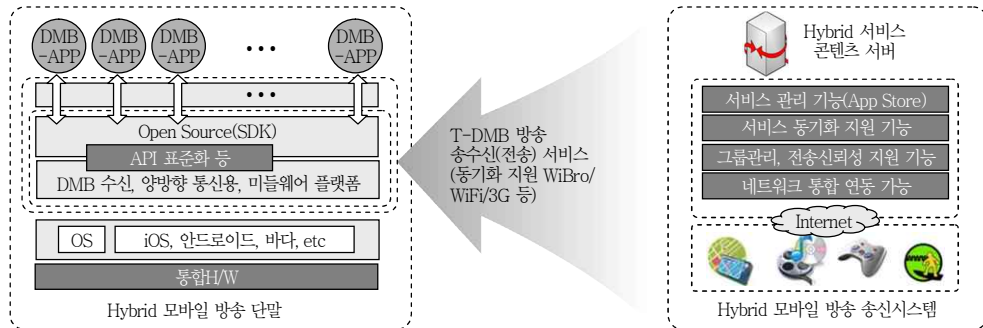 DMB
-APP
DMB
-APP
DMB
-APP
•••
DMB
-APP
•••
Open Source(SDK)
API 표준화 등
DMB 수신, 양방향 통신용, 미들웨어 플랫폼
OS
iOS, 안드로이드, 바다, etc
통합H/W
Hybrid 모바일 방송 단말
T-DMB 방송
송수신(전송) 서비스
(동기화 지원 WiBro/
WiFi/3G 등)
Hybrid 서비스
콘텐츠 서버
서비스 관리 기능(App Store)
서비스 동기화 지원 기능
그룹관리, 전송신뢰성 지원 기능
네트워크 통합 연동 가능
Internet
Hybrid 모바일 방송 송신시스템